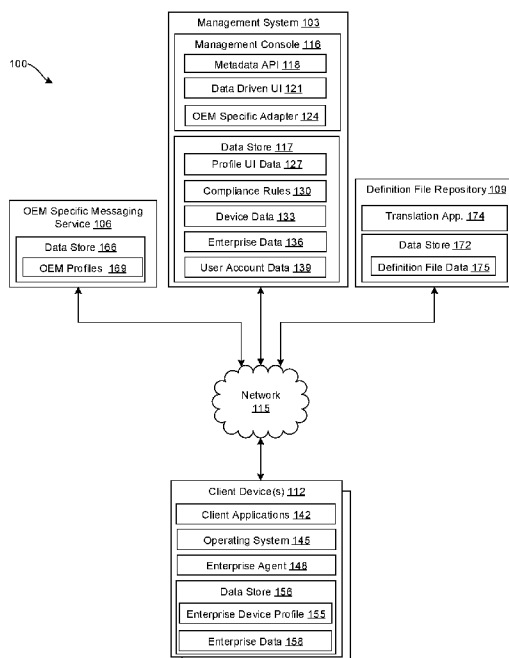 100
Management System 103
Management Console 116
Metadata API 118
Data Driven UI 121
OEM Specific Adapter 124
Data Store 117
Profile UI Data 127
Compliance Rules 130
Device Data 133
Enterprise Data 136
User Account Data 139
OEM Specific Messaging
Service 106
Data Store 166
OEM Profiles 169
Definition File Repository 109
Translation App. 174
Data Store 172
Definition File Data 175
Network
115
Client Device(s) 112
Client Applications 142
Operating System 145
Enterprise Agent 148
Data Store 156
Enterprise Device Profile 155
Enterprise Data 158